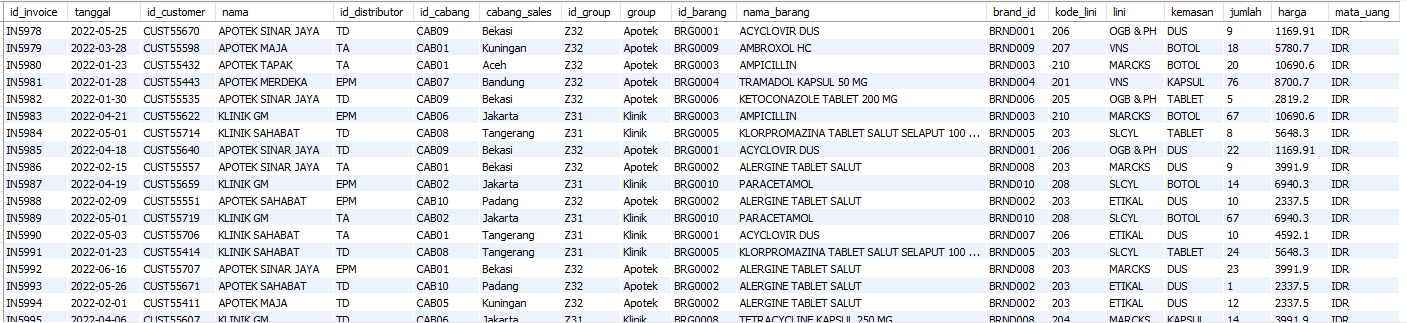 id_invoice tanggal id_customer nama id_distributor id_cabang cabang_sales id_group group id_barang nama_barang brand_id kode_lini lini kemasan jumlah harga mata_uang
IN5978 2022-05-25 CUST55670 APOTEK SINAR JAYA TD CAB09 Bekasi Z32 Apotek BRG0001 ACYCLOVIR DUS BRND001 206 OGB & PH DUS 9 1169.91 IDR
IN5979 2022-03-28 CUST55598 APOTEK MAJA TA CAB01 Kuningan Z32 Apotek BRG0009 AMBROXOL HC BRND009 207 VNS BOTOL 18 5780.7 IDR
IN5980 2022-01-23 CUST55432 APOTEK TAPAK TA CAB01 Aceh Z32 Apotek BRG0003 AMPICILLIN BRND003 210 MARCKS BOTOL 20 10690.6 IDR
IN5981 2022-01-28 CUST55443 APOTEK MERDEKA EPM CAB07 Bandung Z32 Apotek BRG0004 TRAMADOL KAPSUL 50 MG BRND004 201 VNS KAPSUL 76 8700.7 IDR
IN5982 2022-01-30 CUST55535 APOTEK SINAR JAYA TD CAB09 Bekasi Z32 Apotek BRG0006 KETOCONAZOLE TABLET 200 MG BRND006 205 OGB & PH TABLET 5 2819.2 IDR
IN5983 2022-04-21 CUST55622 KLINIK GM EPM CAB06 Jakarta Z31 Klinik BRG0003 AMPICILLIN BRND003 210 MARCKS BOTOL 67 10690.6 IDR
IN5984 2022-05-01 CUST55714 KLINIK SAHABAT TD CAB08 Tangerang Z31 Klinik BRG0005 KLORPROMAZINA TABLET SALUT SELAPUT 100 ... BRND005 203 SLCYL TABLET 8 5648.3 IDR
IN5985 2022-04-18 CUST55640 APOTEK SINAR JAYA TD CAB09 Bekasi Z32 Apotek BRG0001 ACYCLOVIR DUS BRND001 206 OGB & PH DUS 22 1169.91 IDR
IN5986 2022-02-15 CUST55557 APOTEK SINAR JAYA TA CAB01 Bekasi Z32 Apotek BRG0002 ALERGINE TABLET SALUT BRND008 203 MARCKS DUS 9 3991.9 IDR
IN5987 2022-04-19 CUST55659 KLINIK GM EPM CAB02 Jakarta Z31 Klinik BRG0010 PARACETAMOL BRND010 208 SLCYL BOTOL 14 6940.3 IDR
IN5988 2022-02-09 CUST55551 APOTEK SAHABAT EPM CAB10 Padang Z32 Apotek BRG0002 ALERGINE TABLET SALUT BRND002 203 ETIKAL DUS 10 2337.5 IDR
IN5989 2022-05-01 CUST55719 KLINIK GM TA CAB02 Jakarta Z31 Klinik BRG0010 PARACETAMOL BRND010 208 SLCYL BOTOL 67 6940.3 IDR
IN5990 2022-05-03 CUST55706 KLINIK SAHABAT TA CAB01 Tangerang Z31 Klinik BRG0001 ACYCLOVIR DUS BRND007 206 ETIKAL DUS 10 4592.1 IDR
IN5991 2022-01-23 CUST55414 KLINIK SAHABAT TD CAB08 Tangerang Z31 Klinik BRG0005 KLORPROMAZINA TABLET SALUT SELAPUT 100 ... BRND005 203 SLCYL TABLET 24 5648.3 IDR
IN5992 2022-06-16 CUST55707 APOTEK SINAR JAYA EPM CAB01 Bekasi Z32 Apotek BRG0002 ALERGINE TABLET SALUT BRND008 203 MARCKS DUS 23 3991.9 IDR
IN5993 2022-05-26 CUST55671 APOTEK SAHABAT TD CAB10 Padang Z32 Apotek BRG0002 ALERGINE TABLET SALUT BRND002 203 ETIKAL DUS 1 2337.5 IDR
IN5994 2022-02-01 CUST55411 APOTEK MAJA TD CAB05 Kuningan Z32 Apotek BRG0002 ALERGINE TABLET SALUT BRND002 203 ETIKAL DUS 12 2337.5 IDR
IN5995 2022-04-06 CUST55607 KLINIK GM TD CAB06 Jakarta Z31 Klinik BRG0008 TETRACYCLINE KAPSUL 250 MG BRND008 204 MARCKS KAPSUL 14 3991.9 IDR